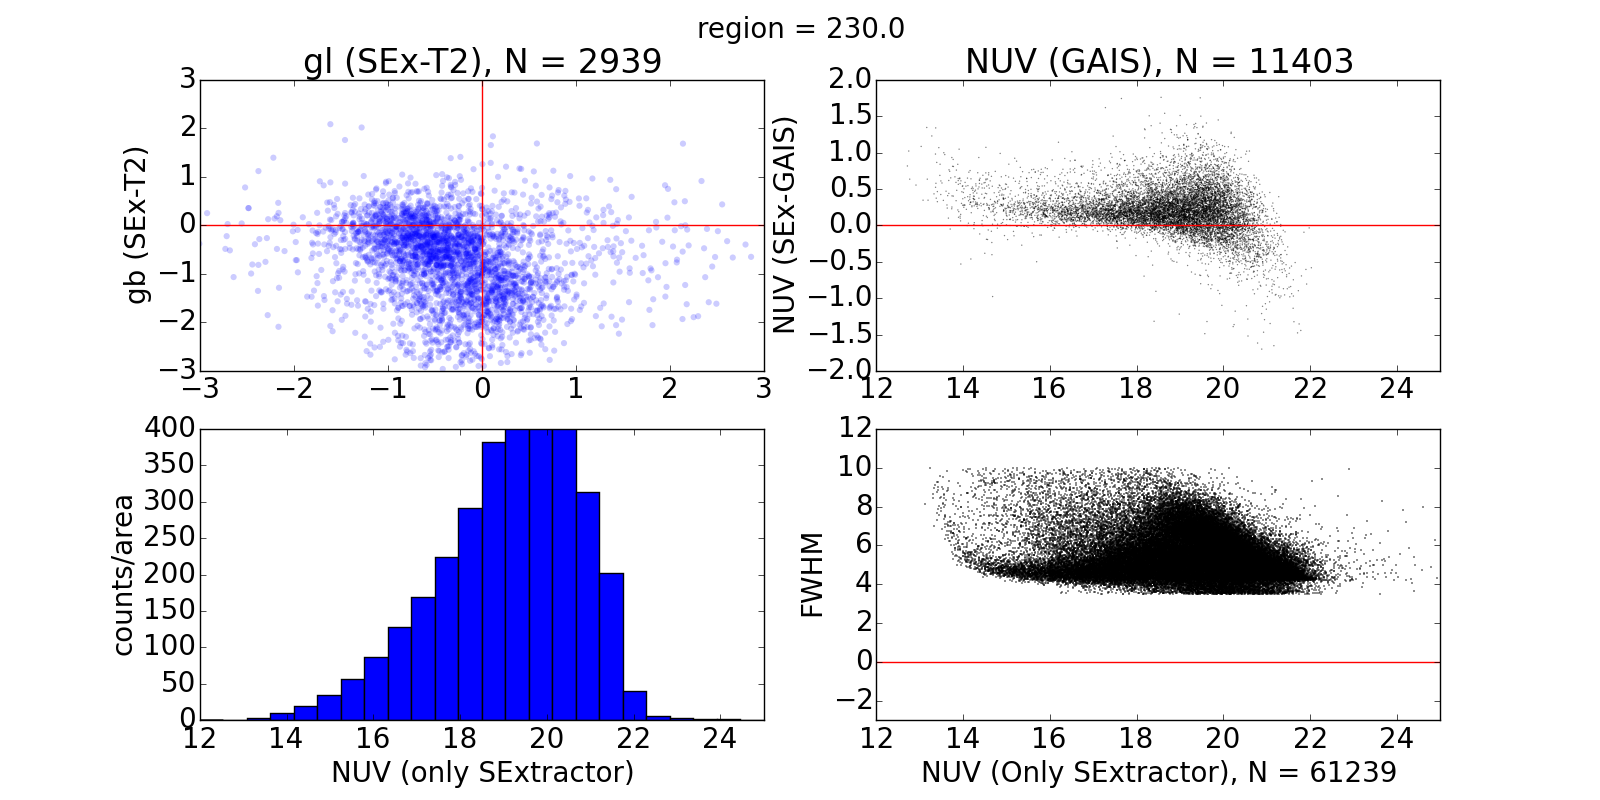 region = 230.0
gl (SEx-T2), N = 2939
NUV (GAIS), N = 11403
3
2
1
0
−1
−2
−3
gb (SEx-T2)
−3 −2 −1 0 1 2 3
2.0
1.5
1.0
0.5
0.0
−0.5
−1.0
−1.5
−2.0
NUV (SEx-GAIS)
12 14 16 18 20 22 24
400
350
300
250
200
150
100
50
0
counts/area
12 14 16 18 20 22 24
NUV (only SExtractor)
12
10
8
6
4
2
0
−2
FWHM
12 14 16 18 20 22 24
NUV (Only SExtractor), N = 61239